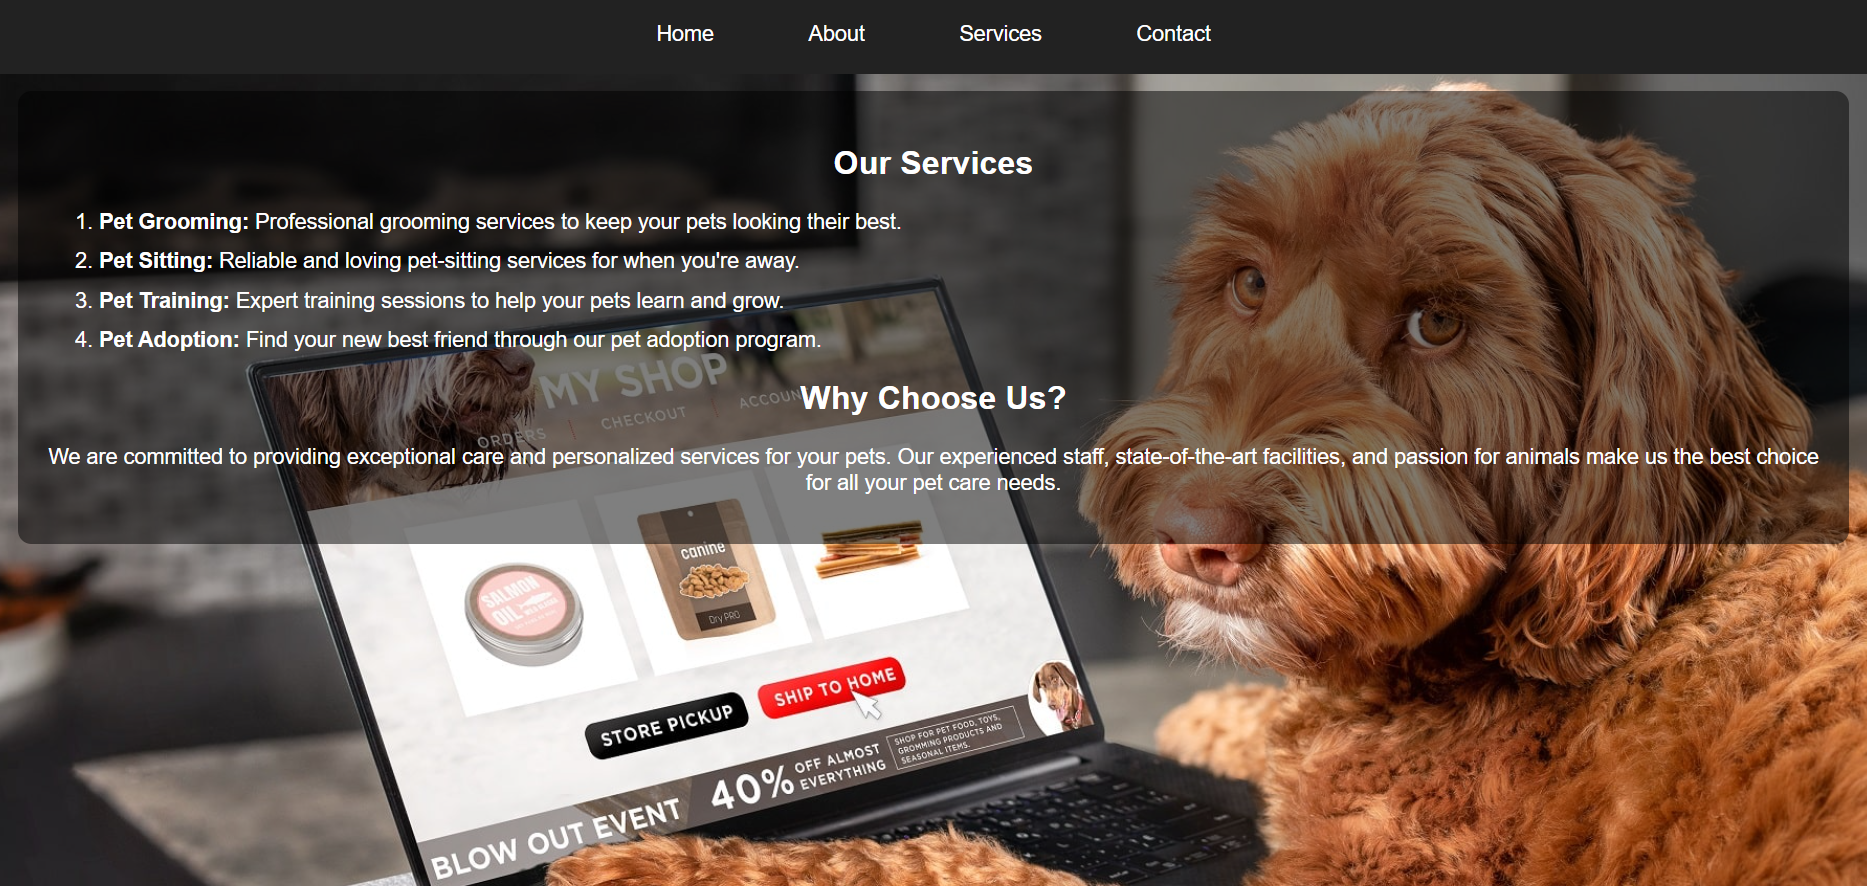 Home About Services Contact
Our Services
1. Pet Grooming: Professional grooming services to keep your pets looking their best.
2. Pet Sitting: Reliable and loving pet-sitting services for when you're away.
3. Pet Training: Expert training sessions to help your pets learn and grow.
4. Pet Adoption: Find your new best friend through our pet adoption program.
MY SHOP
ORDERS | CHECKOUT | ACCOUN
Why Choose Us?
We are committed to providing exceptional care and personalized services for your pets. Our experienced staff, state-of-the-art facilities, and passion for animals make us the best choice
for all your pet care needs.
SALMON
OIL
canine
Dry PRO
STORE PICKUP
SHIP TO HOME
BLOW OUT EVENT
40% OFF ALMOST
EVERYTHING
SHOP FOR PET FOOD, TOYS,
GROMMING PRODUCTS AND
SEASONAL ITEMS.